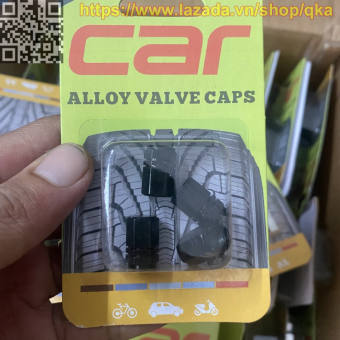 https://www.lazada.vn/shop/qka
car
ALLOY VALVE CAPS